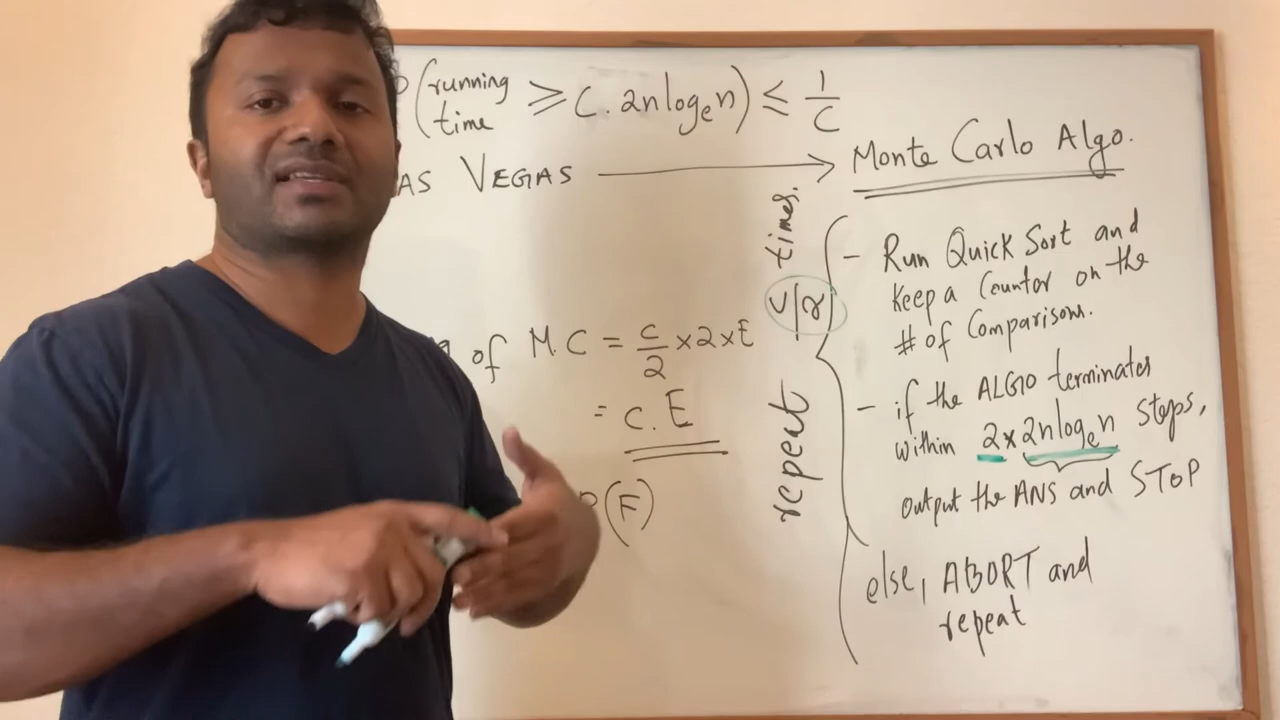 (running time ≥ C. 2nlogₑn) ≤ 1/C
AS VEGAS → Monte Carlo Algo.
of M.C = c/2 × 2 × E
= c. E
P(F)
repeat c/2 times.
- Run Quick Sort and
keep a Counter on the
# of Comparisons.
- if the ALGO terminates
within 2 × 2nlogₑn steps,
output the ANS and STOP
else, ABORT and
repeat